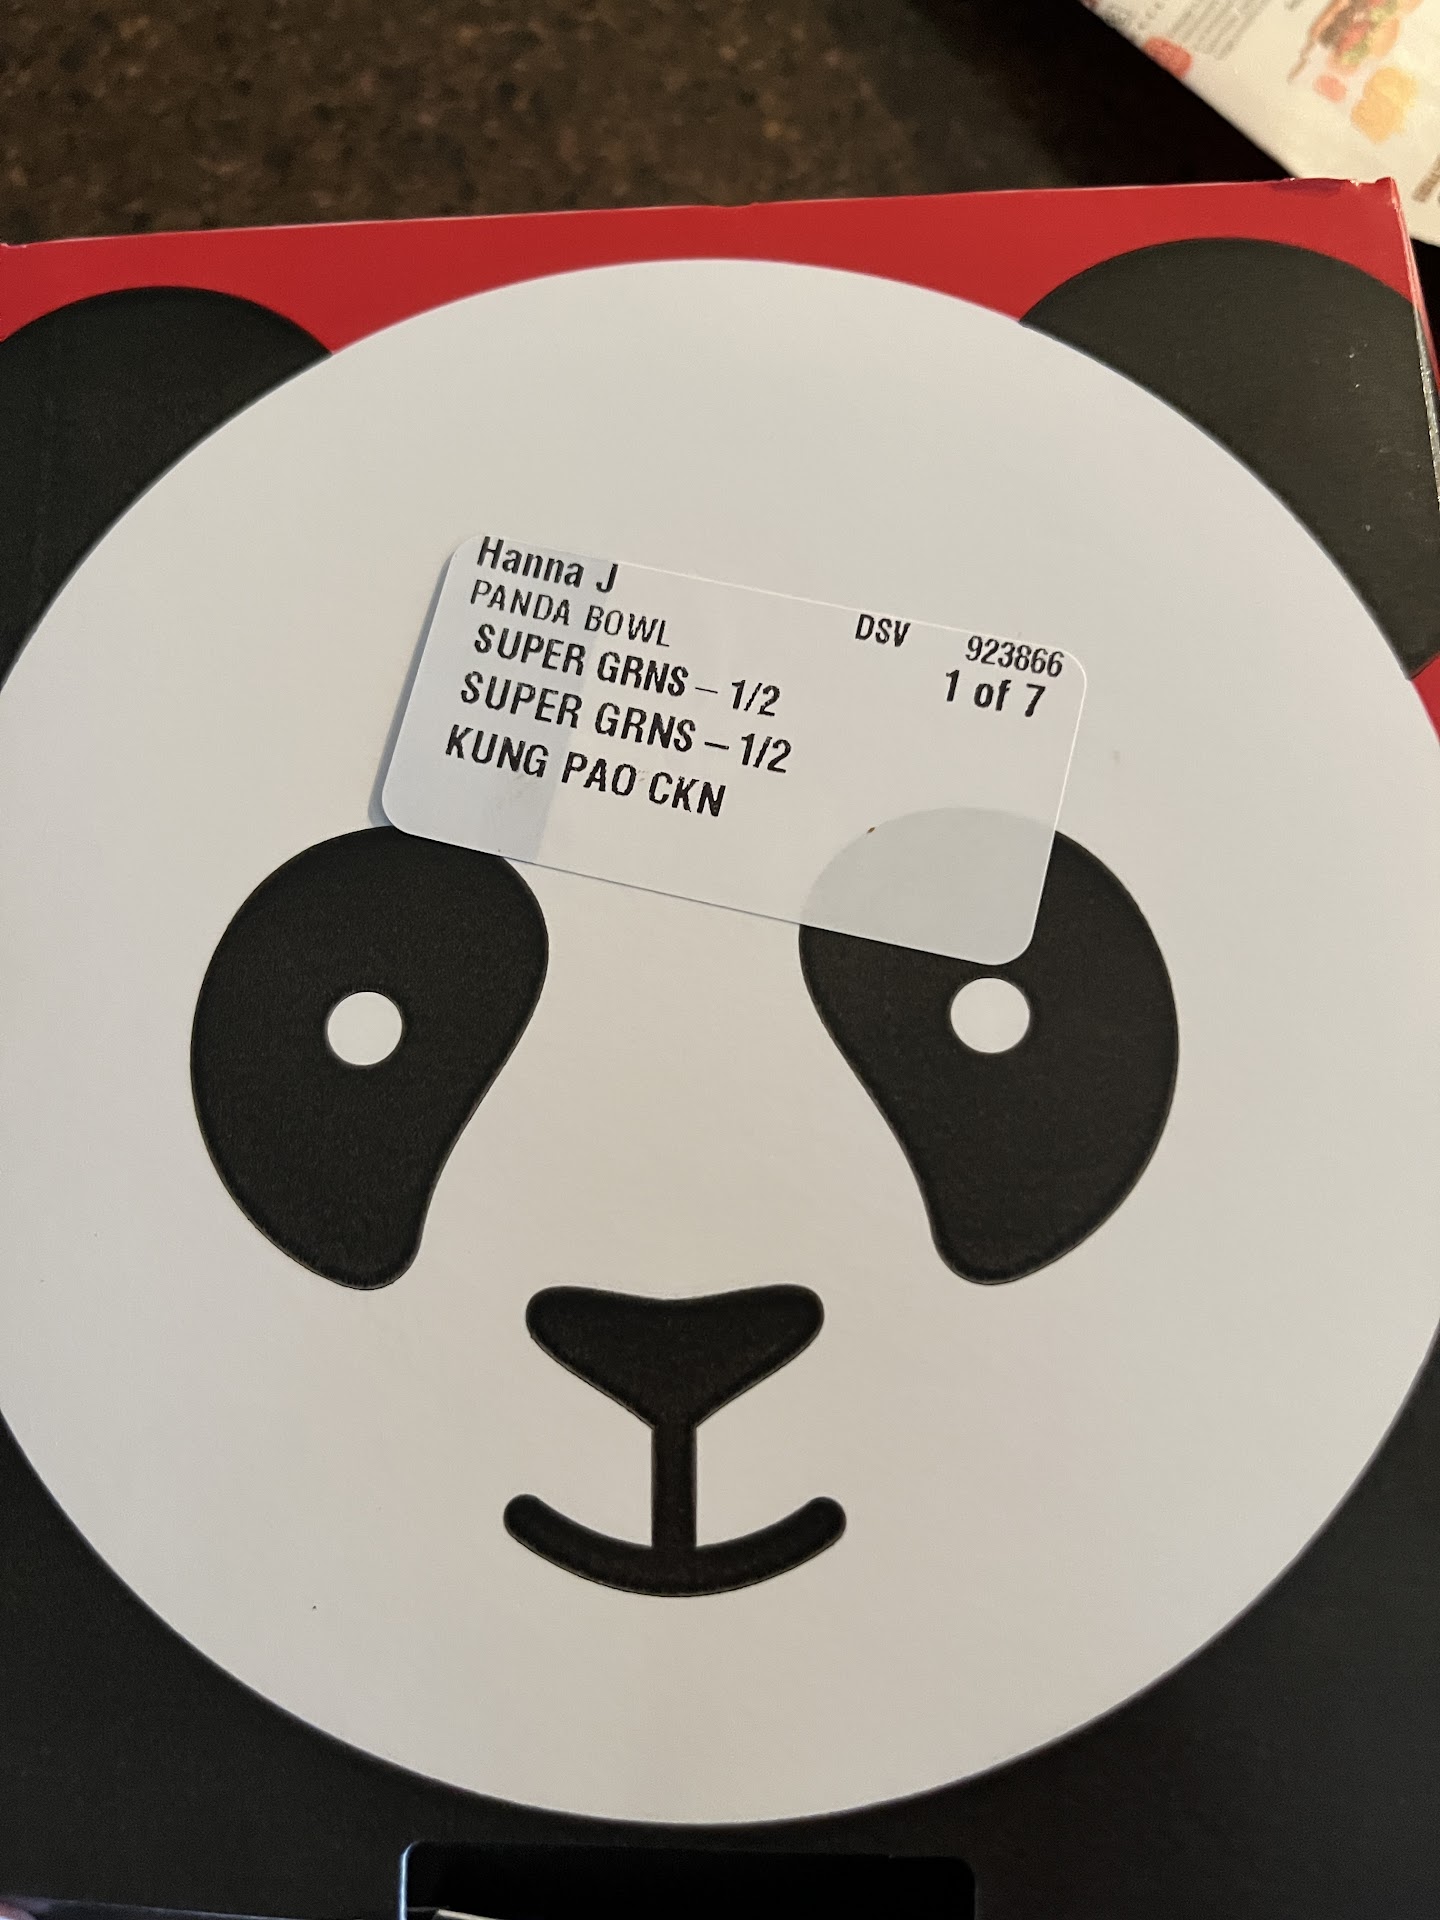 Hanna J
PANDA BOWL DSV 923866
SUPER GRNS – 1/2 1 of 7
SUPER GRNS – 1/2
KUNG PAO CKN